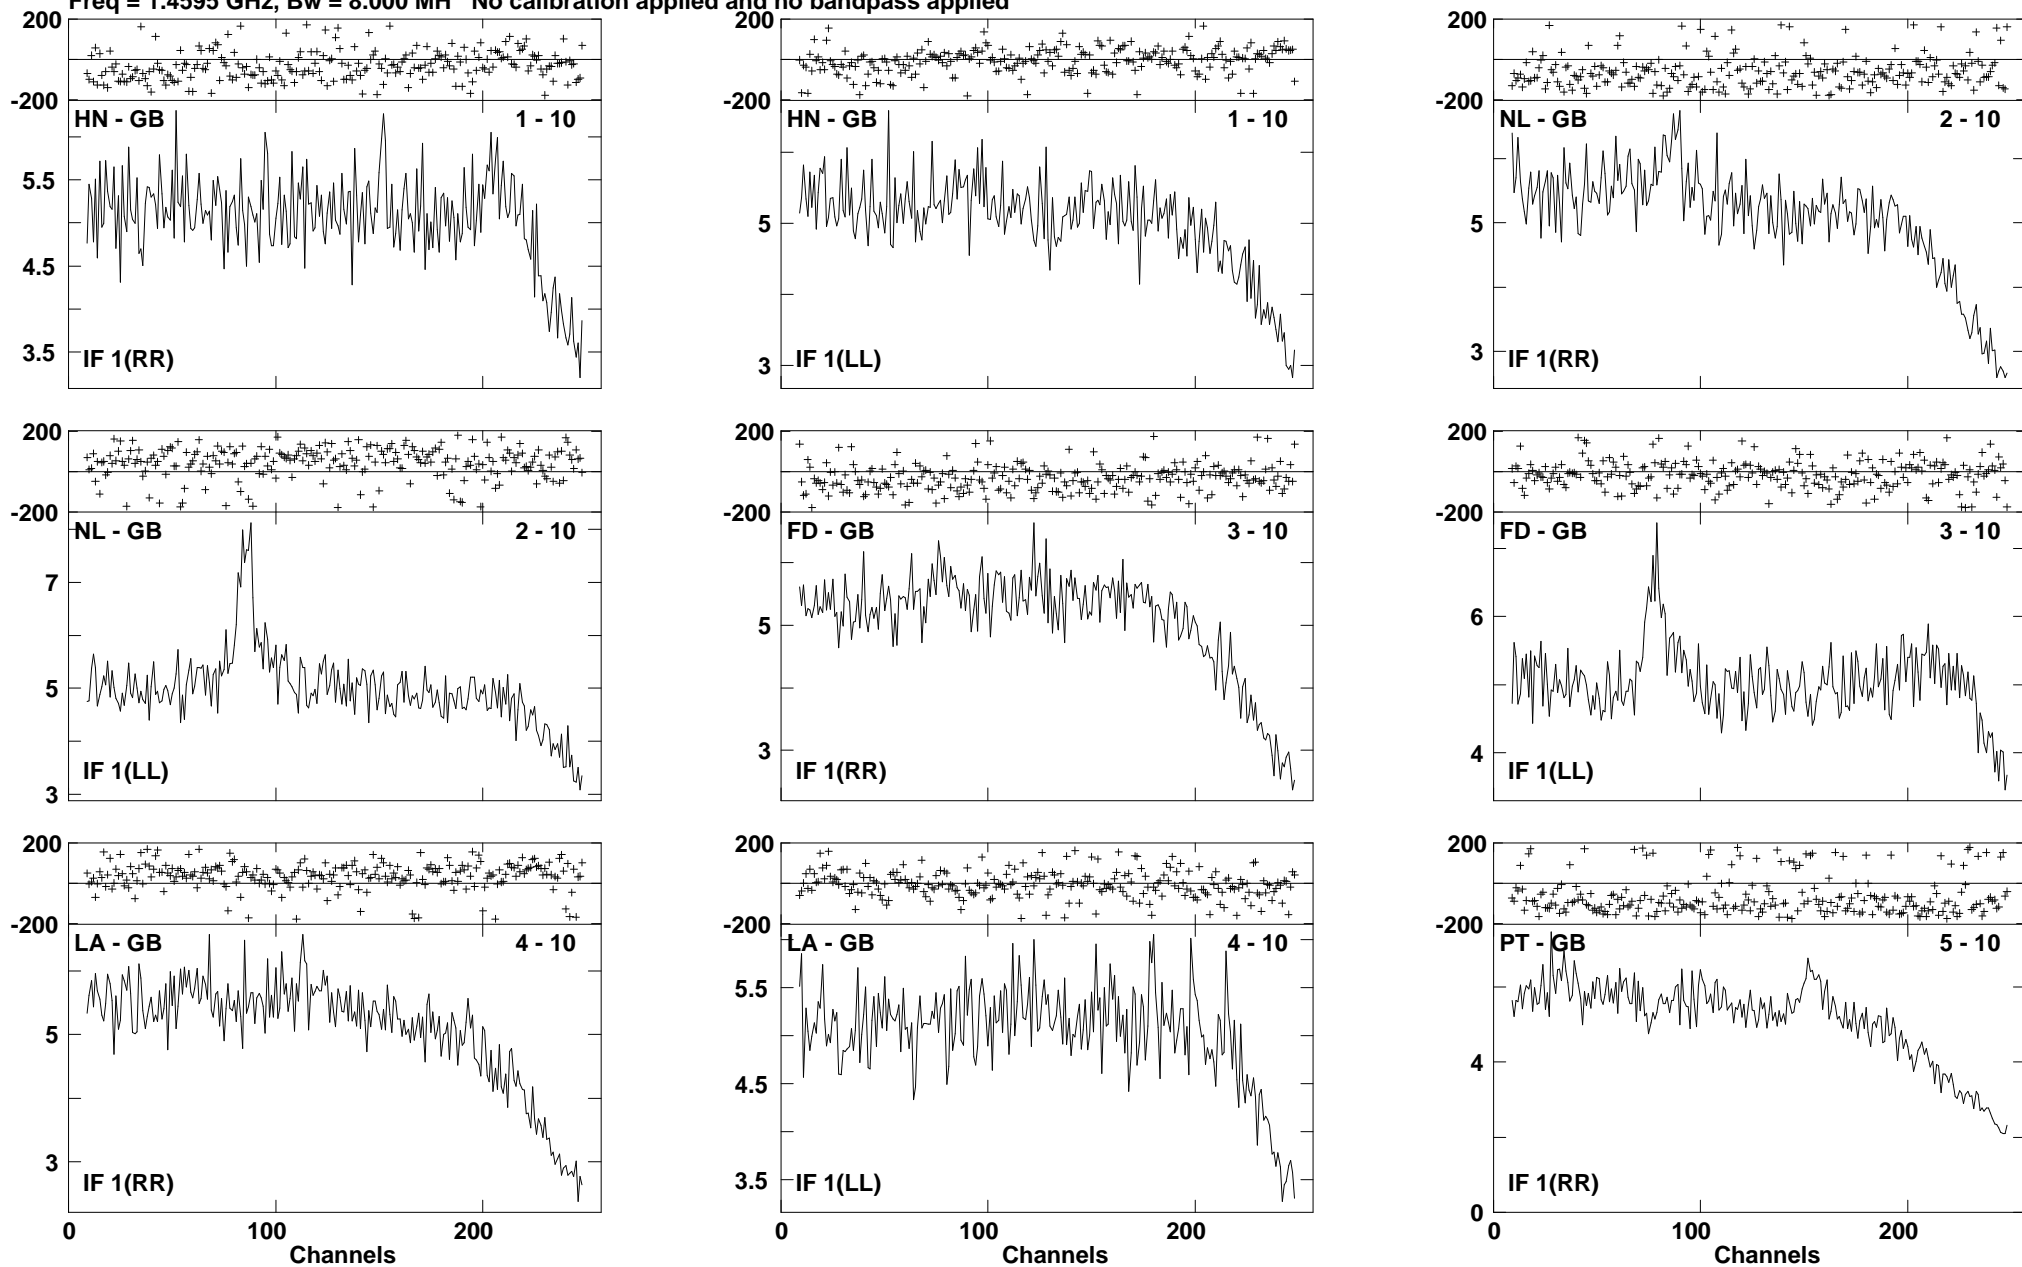 Freq = 1.4595 GHz, Bw = 8.000 MH No calibration applied and no bandpass applied
200
-200
HN - GB 1 - 10
5.5
4.5
3.5
IF 1(RR)
200
-200
HN - GB 1 - 10
5
3
IF 1(LL)
200
-200
NL - GB 2 - 10
5
3
IF 1(RR)
200
-200
NL - GB 2 - 10
7
5
3
IF 1(LL)
200
-200
FD - GB 3 - 10
5
3
IF 1(RR)
200
-200
FD - GB 3 - 10
6
4
IF 1(LL)
200
-200
LA - GB 4 - 10
5
3
IF 1(RR)
0 100 200
Channels
200
-200
LA - GB 4 - 10
5.5
4.5
3.5
IF 1(LL)
0 100 200
Channels
200
-200
PT - GB 5 - 10
4
0
IF 1(RR)
0 100 200
Channels